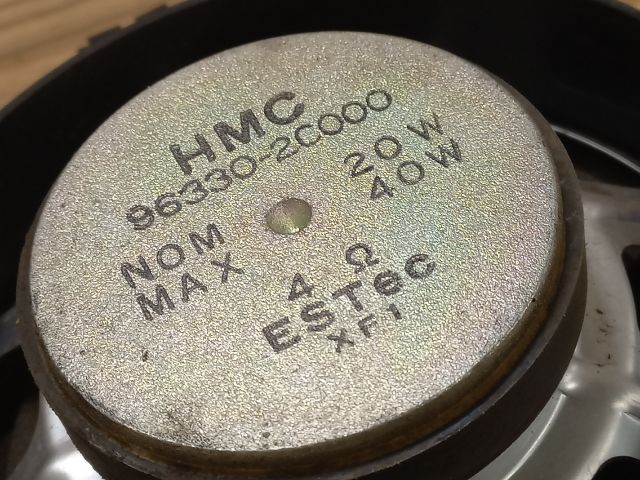 HMC
96330-2C000
NOM 20W
MAX 40W
4 Ω
ESTec
XF1